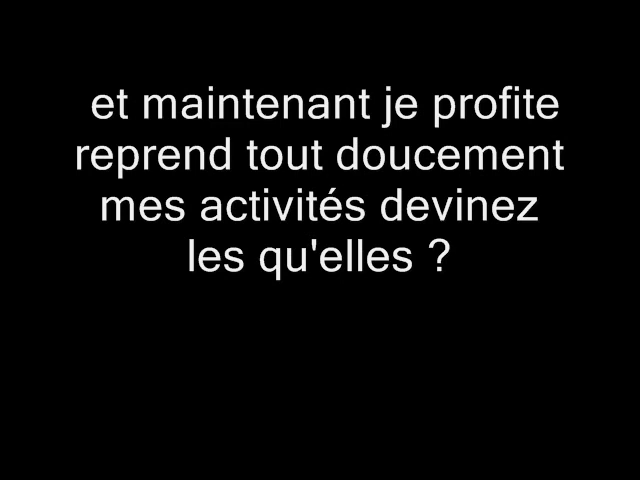 et maintenant je profite
reprend tout doucement
mes activités devinez
les qu'elles ?